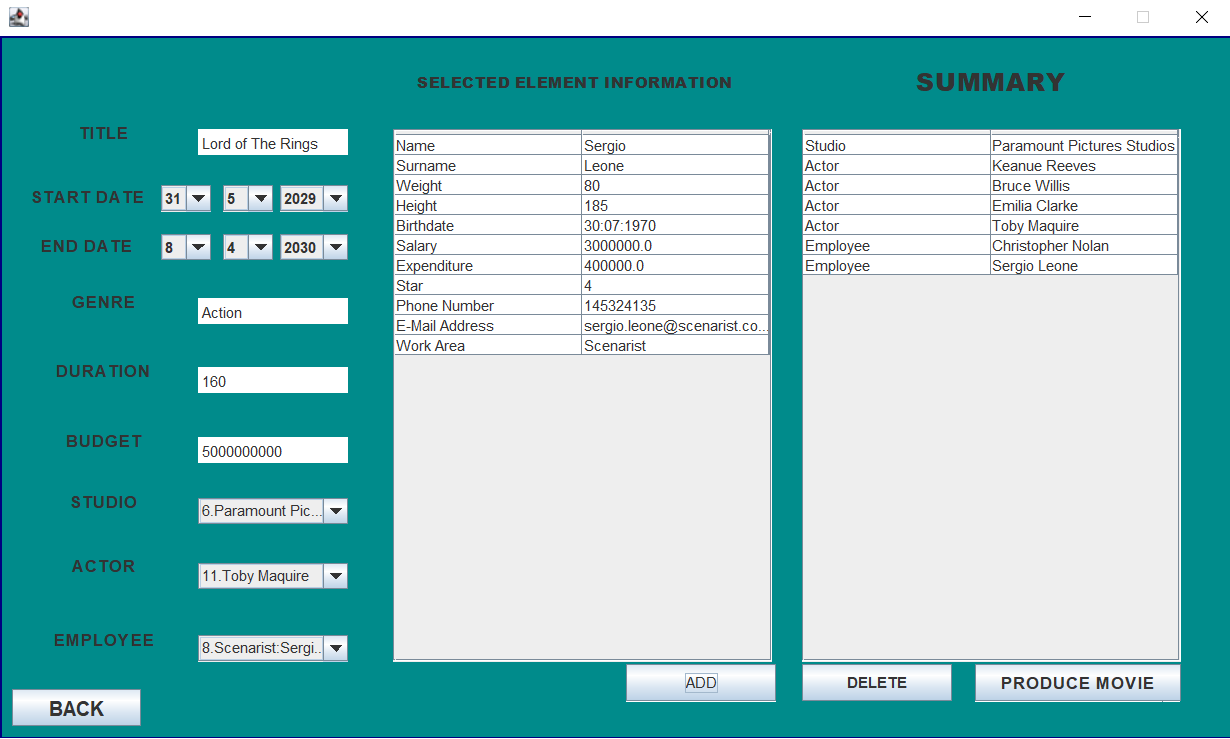 SELECTED ELEMENT INFORMATION
SUMMARY
TITLE
Lord of The Rings
START DATE
31 5 2029
END DATE
8 4 2030
GENRE
Action
DURATION
160
BUDGET
5000000000
STUDIO
6.Paramount Pic...
ACTOR
11.Toby Maquire
EMPLOYEE
8.Scenarist:Sergi..
BACK
Name Sergio
Surname Leone
Weight 80
Height 185
Birthdate 30:07:1970
Salary 3000000.0
Expenditure 400000.0
Star 4
Phone Number 145324135
E-Mail Address sergio.leone@scenarist.co...
Work Area Scenarist
ADD
Studio Paramount Pictures Studios
Actor Keanue Reeves
Actor Bruce Willis
Actor Emilia Clarke
Actor Toby Maquire
Employee Christopher Nolan
Employee Sergio Leone
DELETE
PRODUCE MOVIE